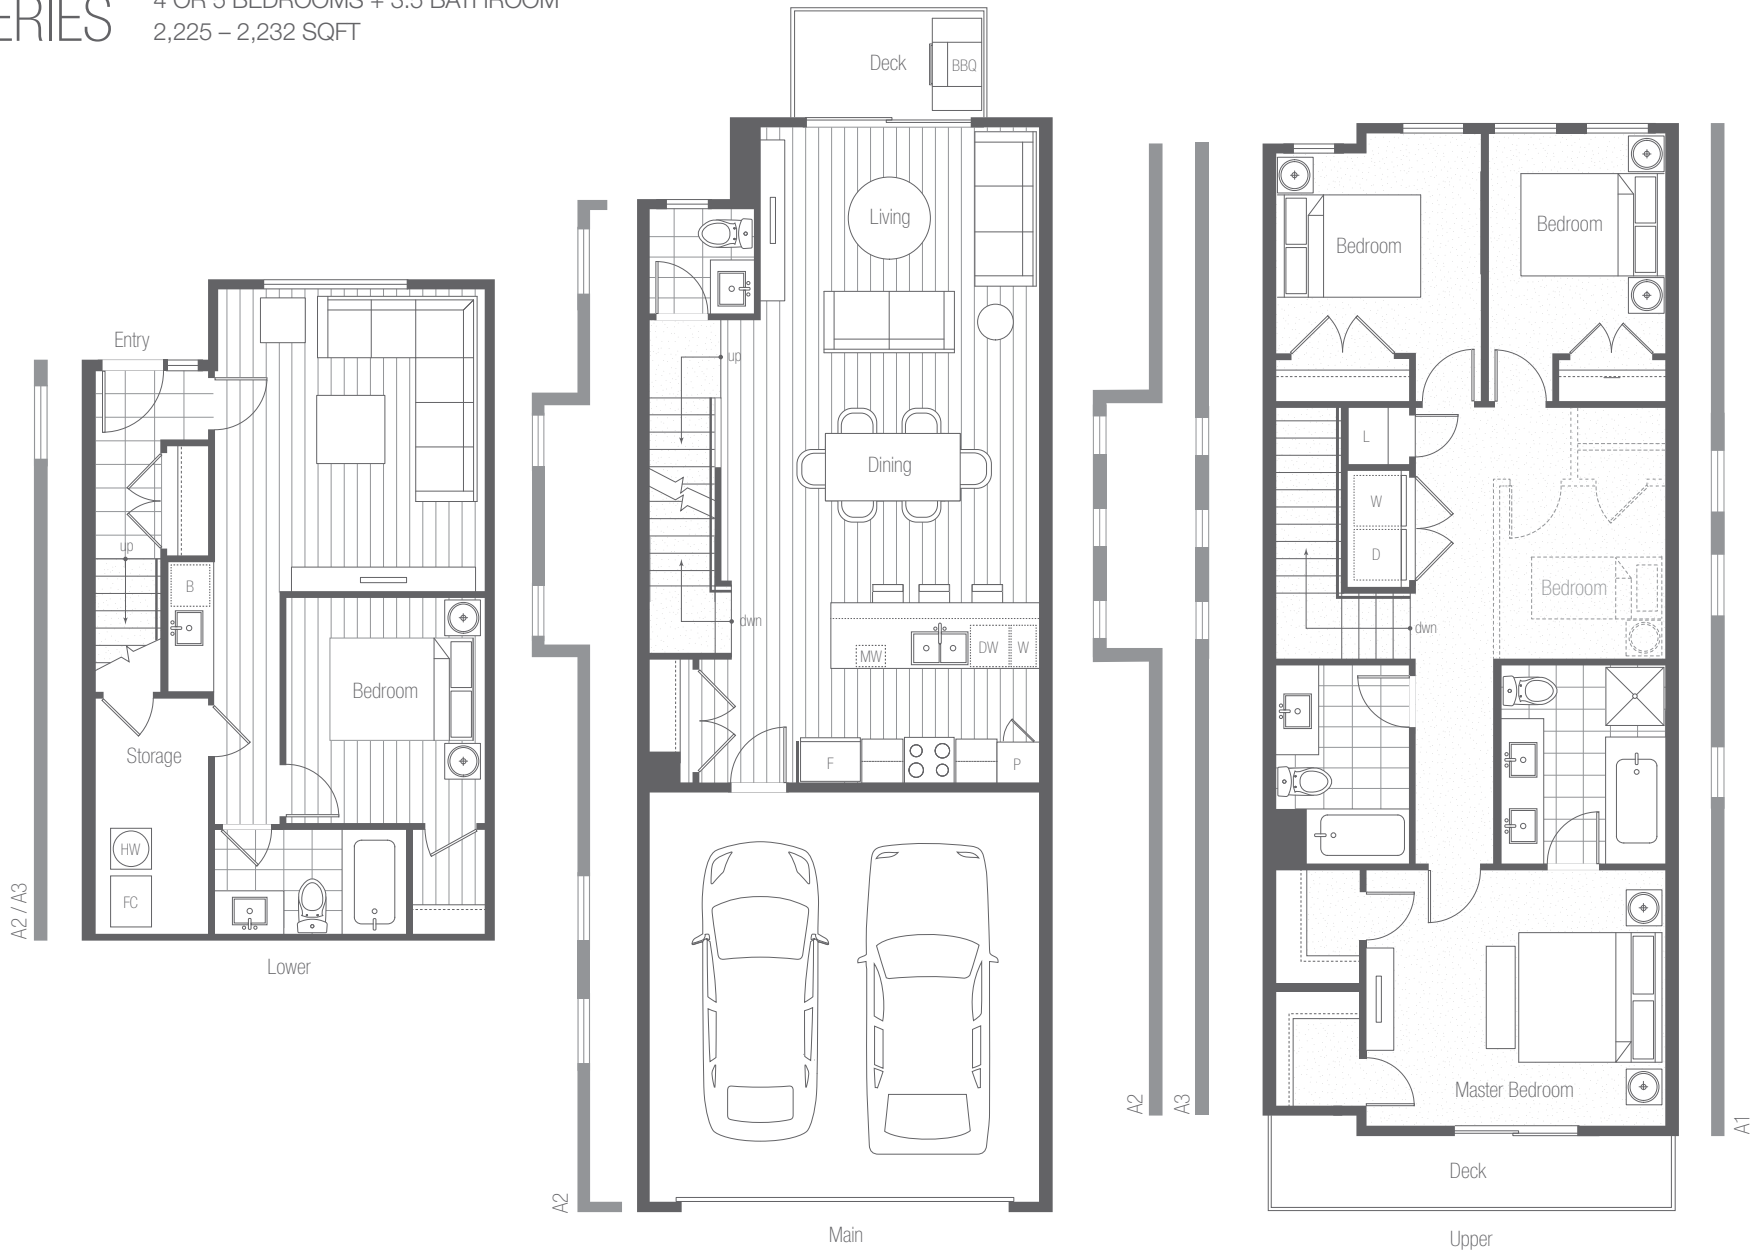 4 OR 5 BEDROOMS + 3.5 BATHROOM
2,225 – 2,232 SQFT
Entry
up
B
Bedroom
Storage
HW
FC
Lower
A2 / A3
Deck
BBQ
Living
up
Dining
dwn
MW
DW
W
F
P
Main
A2
A2
A3
Bedroom
Bedroom
L
W
D
Bedroom
dwn
Master Bedroom
Deck
Upper
A1